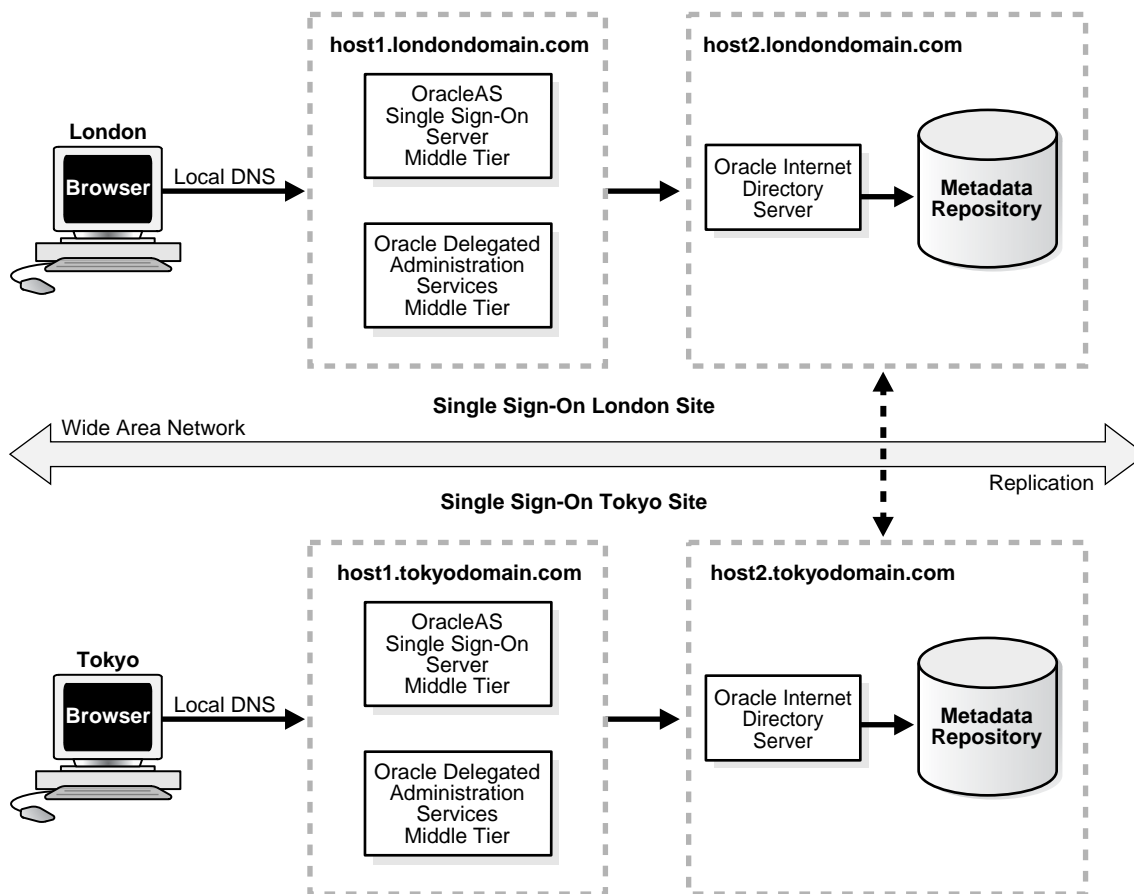 host1.londondomain.com
host2.londondomain.com
OracleAS
Single Sign-On
Server
Middle Tier
London
Browser
Local DNS
Oracle Internet
Directory
Server
Metadata
Repository
Oracle Delegated
Administration
Services
Middle Tier
Single Sign-On London Site
Wide Area Network
Replication
Single Sign-On Tokyo Site
host1.tokyodomain.com
host2.tokyodomain.com
OracleAS
Single Sign-On
Server
Middle Tier
Tokyo
Browser
Local DNS
Oracle Internet
Directory
Server
Metadata
Repository
Oracle Delegated
Administration
Services
Middle Tier